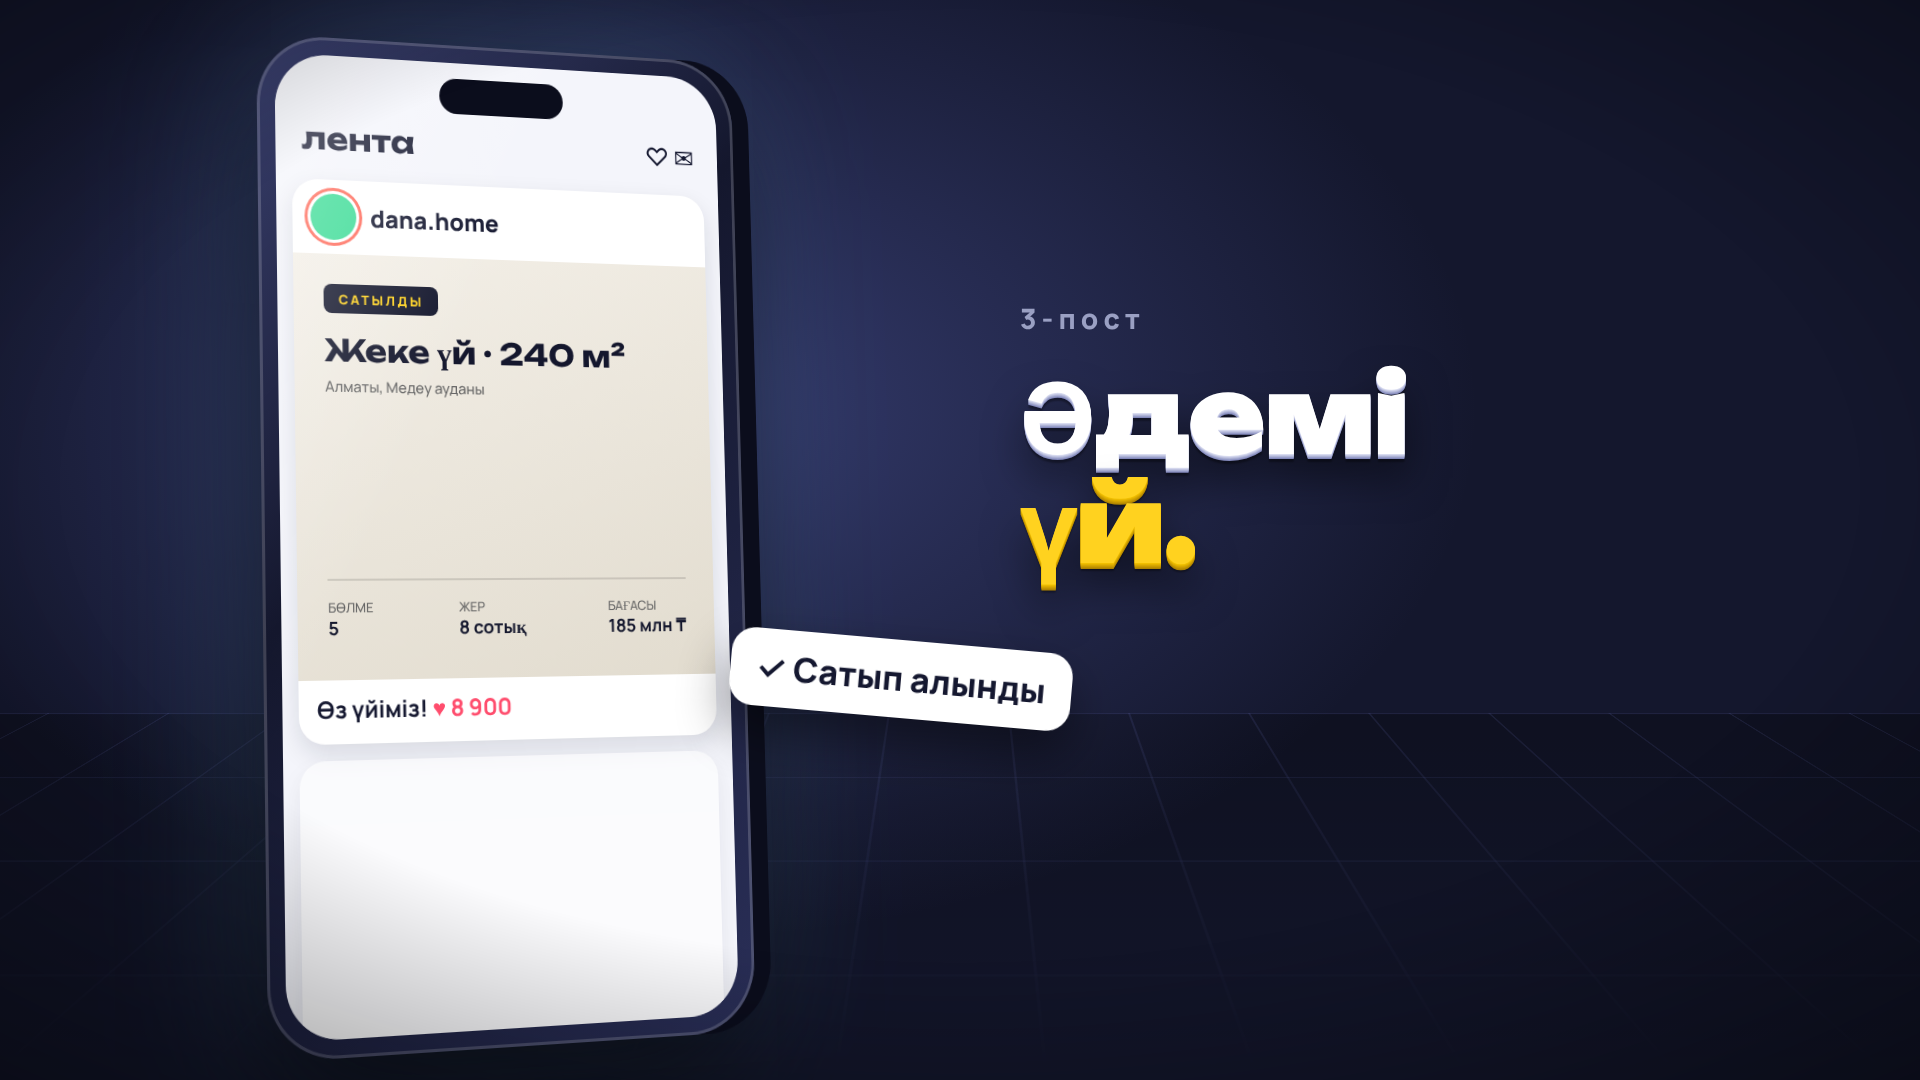 лента
♡ ✉
dana.home
САТЫЛДЫ
Жеке үй · 240 м²
Алматы, Медеу ауданы
БӨЛМЕ
5
ЖЕР
8 сотық
БАҒАСЫ
185 млн ₸
Өз үйіміз! ♥ 8 900
3-пост
Әдемі
үй.
✓ Сатып алынды